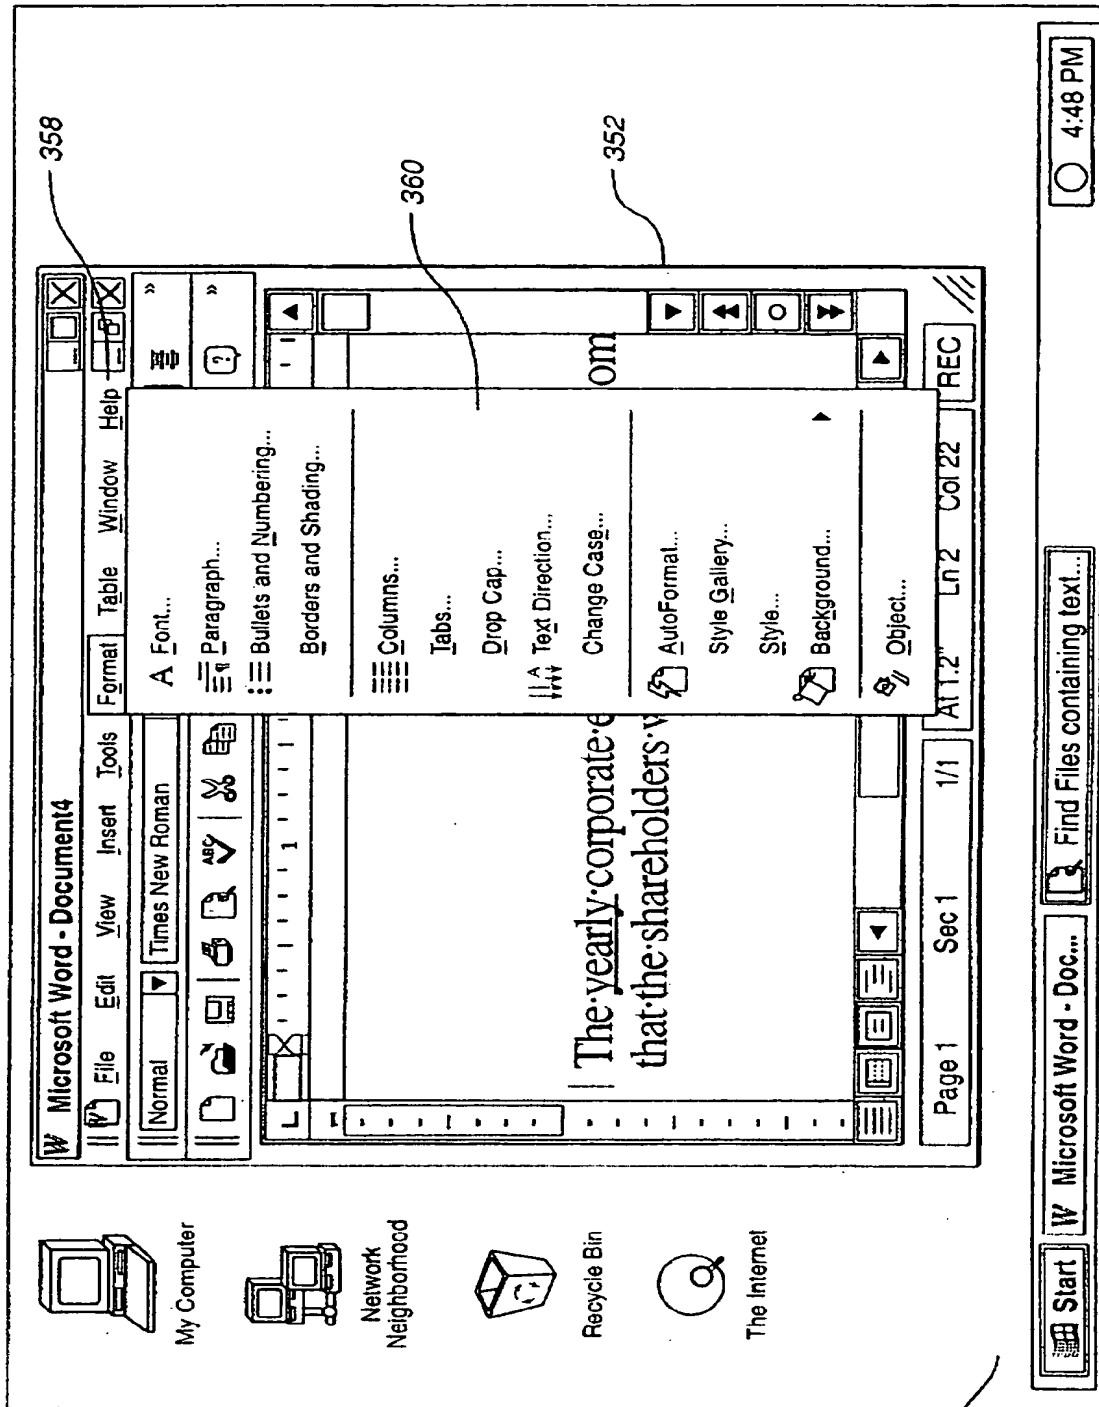 W Microsoft Word - Document4
File Edit View Insert Tools Format Table Window Help
358
Normal Times New Roman
»
ABC ? »
L 1
A Font...
Paragraph...
Bullets and Numbering...
Borders and Shading...
Columns...
Tabs...
Drop Cap...
Text Direction...
Change Case...
AutoFormat...
Style Gallery...
Style...
Background...
Object...
360
352
The·yearly·corporate·e om
that·the·shareholders·w
Page 1 Sec 1 1/1 At 1.2" Ln 2 Col 22 REC
My Computer
Network
Neighborhood
Recycle Bin
The Internet
Start W Microsoft Word - Doc... Find Files containing text... 4:48 PM